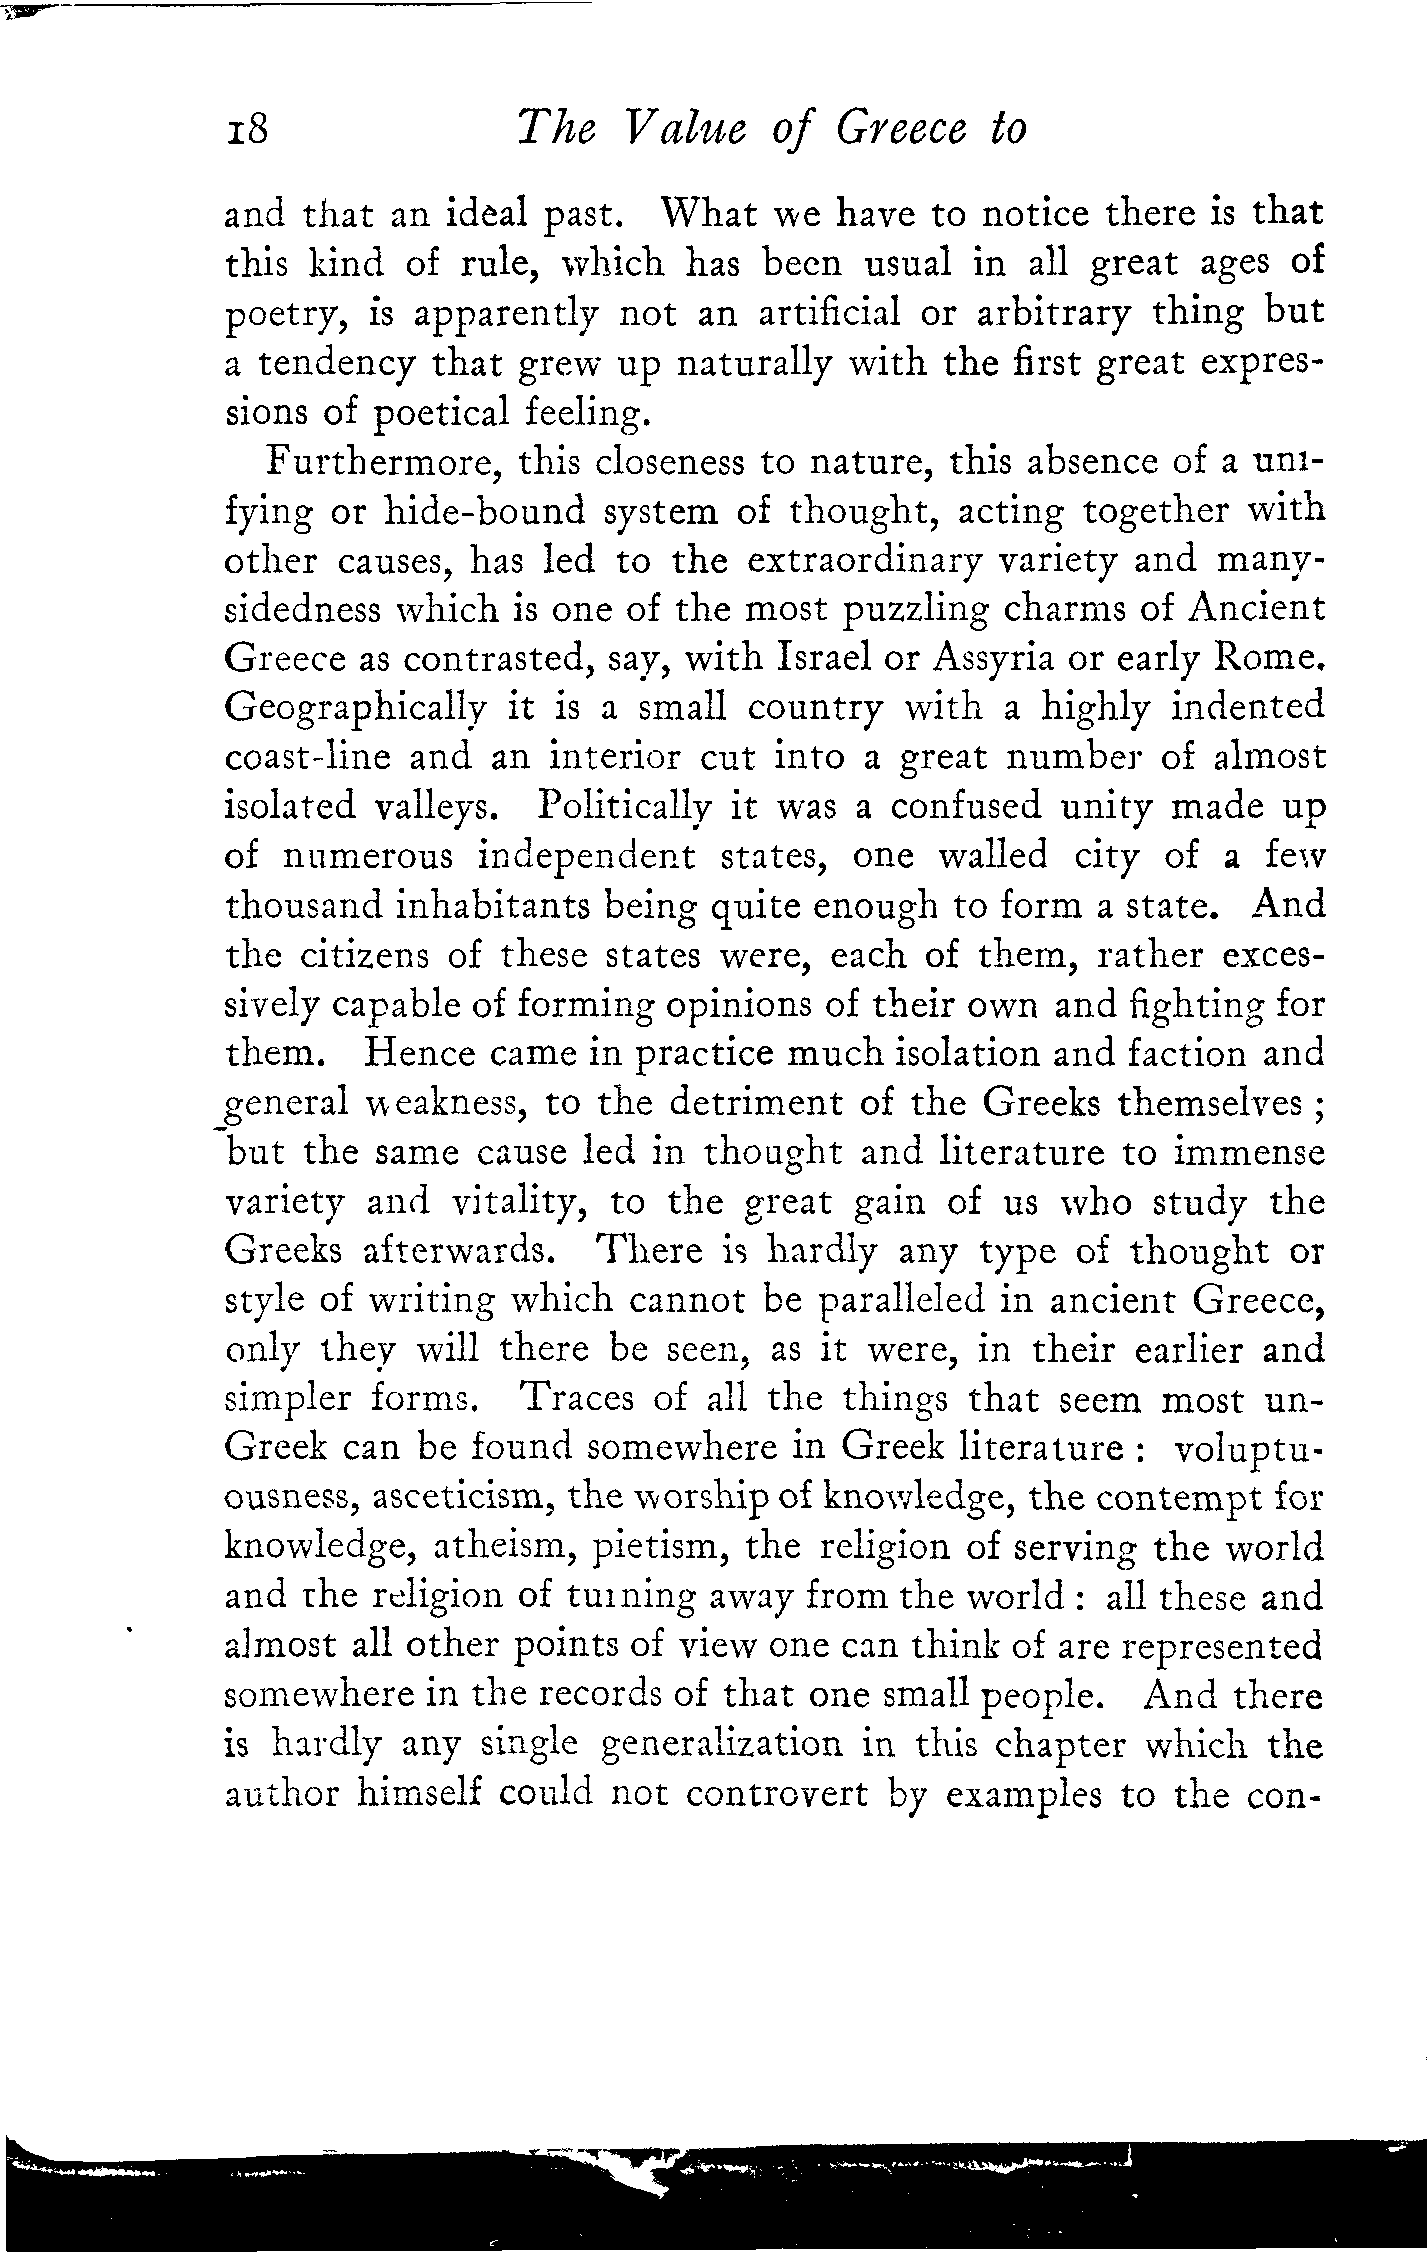 18 The Value of Greece to
and that an ideal past. What we have to notice there is that
this kind of rule, which has been usual in all great ages of
poetry, is apparently not an artificial or arbitrary thing but
a tendency that grew up naturally with the first great expres-
sions of poetical feeling.
Furthermore, this closeness to nature, this absence of a uni-
fying or hide-bound system of thought, acting together with
other causes, has led to the extraordinary variety and many-
sidedness which is one of the most puzzling charms of Ancient
Greece as contrasted, say, with Israel or Assyria or early Rome.
Geographically it is a small country with a highly indented
coast-line and an interior cut into a great number of almost
isolated valleys. Politically it was a confused unity made up
of numerous independent states, one walled city of a few
thousand inhabitants being quite enough to form a state. And
the citizens of these states were, each of them, rather exces-
sively capable of forming opinions of their own and fighting for
them. Hence came in practice much isolation and faction and
general weakness, to the detriment of the Greeks themselves ;
but the same cause led in thought and literature to immense
variety and vitality, to the great gain of us who study the
Greeks afterwards. There is hardly any type of thought or
style of writing which cannot be paralleled in ancient Greece,
only they will there be seen, as it were, in their earlier and
simpler forms. Traces of all the things that seem most un-
Greek can be found somewhere in Greek literature : voluptu-
ousness, asceticism, the worship of knowledge, the contempt for
knowledge, atheism, pietism, the religion of serving the world
and the religion of turning away from the world : all these and
almost all other points of view one can think of are represented
somewhere in the records of that one small people. And there
is hardly any single generalization in this chapter which the
author himself could not controvert by examples to the con-